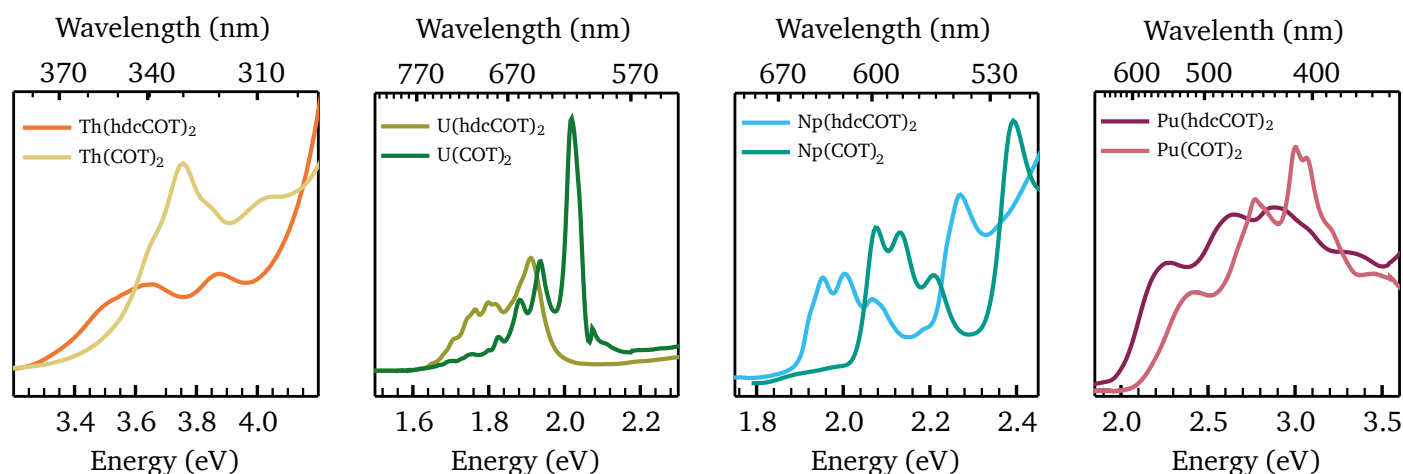 Wavelength (nm)
370 340 310
Th(hdcCOT)2
Th(COT)2
3.4 3.6 3.8 4.0
Energy (eV)
Wavelength (nm)
770 670 570
U(hdcCOT)2
U(COT)2
1.6 1.8 2.0 2.2
Energy (eV)
Wavelength (nm)
670 600 530
Np(hdcCOT)2
Np(COT)2
1.8 2.0 2.2 2.4
Energy (eV)
Wavelenth (nm)
600 500 400
Pu(hdcCOT)2
Pu(COT)2
2.0 2.5 3.0 3.5
Energy (eV)